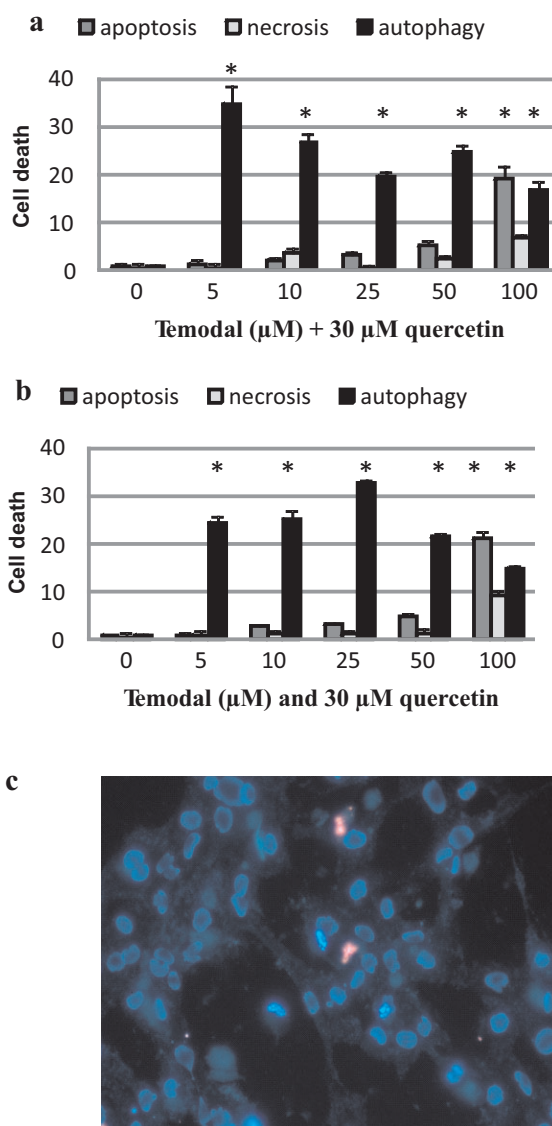 a
apoptosis necrosis autophagy
Cell death
40
30
20
10
0
* * * * * *
0 5 10 25 50 100
Temodal (µM) + 30 µM quercetin
b
apoptosis necrosis autophagy
Cell death
40
30
20
10
0
* * * * * *
0 5 10 25 50 100
Temodal (µM) and 30 µM quercetin
c